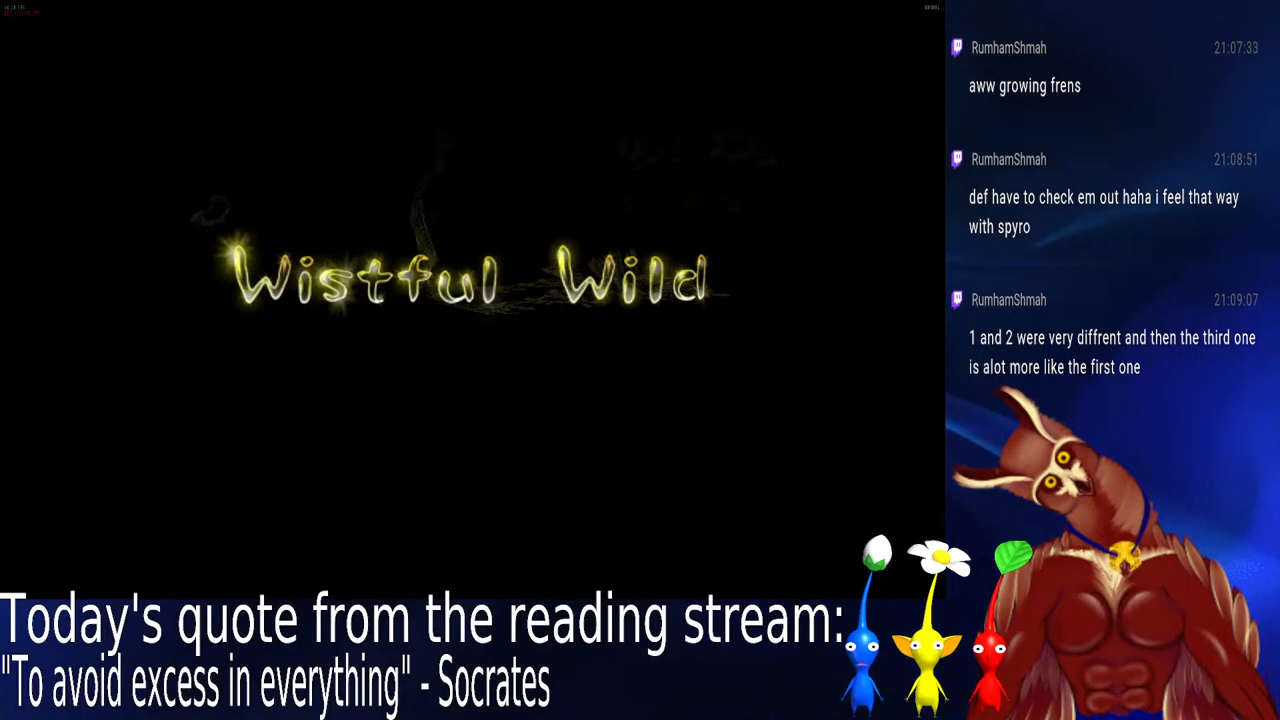 Wistful Wild
RumhamShmah 21:07:33
aww growing frens
RumhamShmah 21:08:51
def have to check em out haha i feel that way
with spyro
RumhamShmah 21:09:07
1 and 2 were very diffrent and then the third one
is alot more like the first one
Today's quote from the reading stream:
"To avoid excess in everything" - Socrates